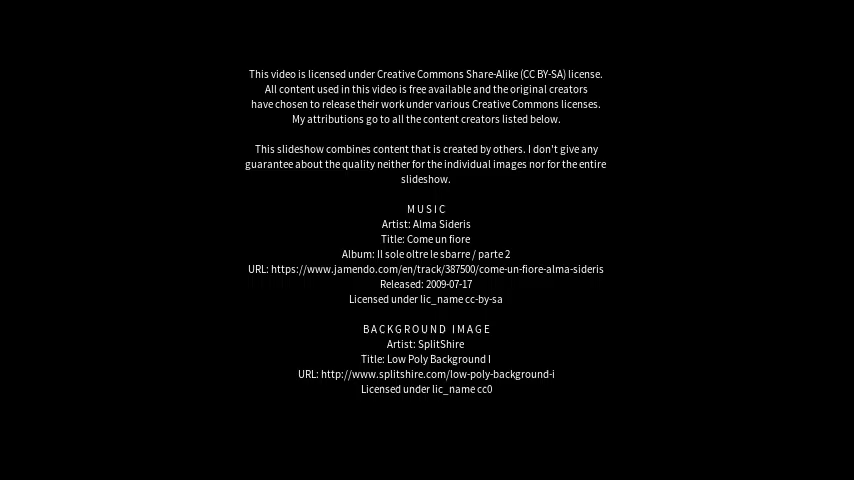 This video is licensed under Creative Commons Share-Alike (CC BY-SA) license.
All content used in this video is free available and the original creators
have chosen to release their work under various Creative Commons licenses.
My attributions go to all the content creators listed below.
This slideshow combines content that is created by others. I don't give any
guarantee about the quality neither for the individual images nor for the entire
slideshow.
MUSIC
Artist: Alma Sideris
Title: Come un fiore
Album: Il sole oltre le sbarre / parte 2
URL: https://www.jamendo.com/en/track/387500/come-un-fiore-alma-sideris
Released: 2009-07-17
Licensed under lic_name cc-by-sa
BACKGROUND IMAGE
Artist: SplitShire
Title: Low Poly Background I
URL: http://www.splitshire.com/low-poly-background-i
Licensed under lic_name cc0